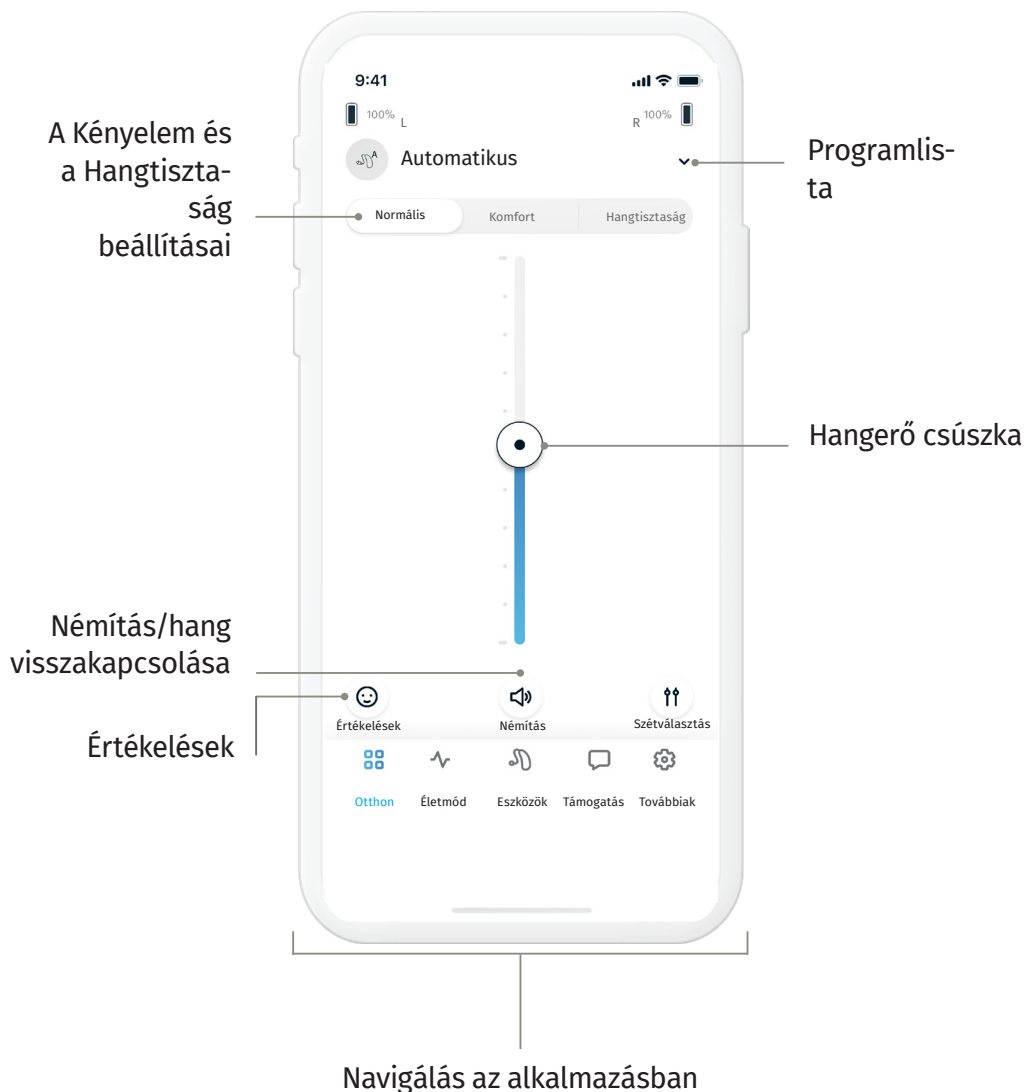 9:41
100% L
R 100%
A Kényelem és
a Hangtiszta-
ság
beállításai
Automatikus
Programlis-
ta
Normális Komfort Hangtisztaság
Hangerő csúszka
Némítás/hang
visszakapcsolása
Értékelések
Értékelések Némítás Szétválasztás
Otthon Életmód Eszközök Támogatás Továbbiak
Navigálás az alkalmazásban